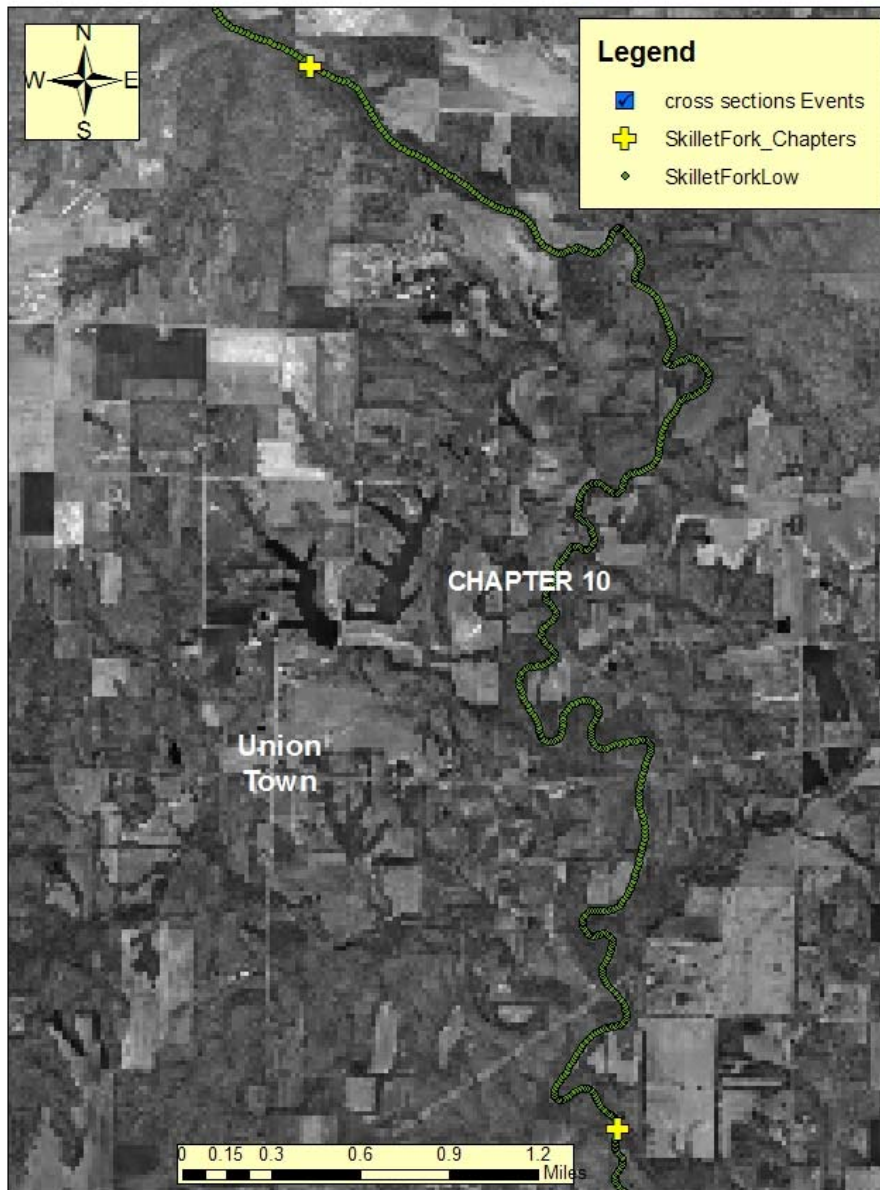 N
W E
S
Legend
cross sections Events
SkilletFork_Chapters
SkilletForkLow
CHAPTER 10
Union
Town
0 0.15 0.3 0.6 0.9 1.2
Miles